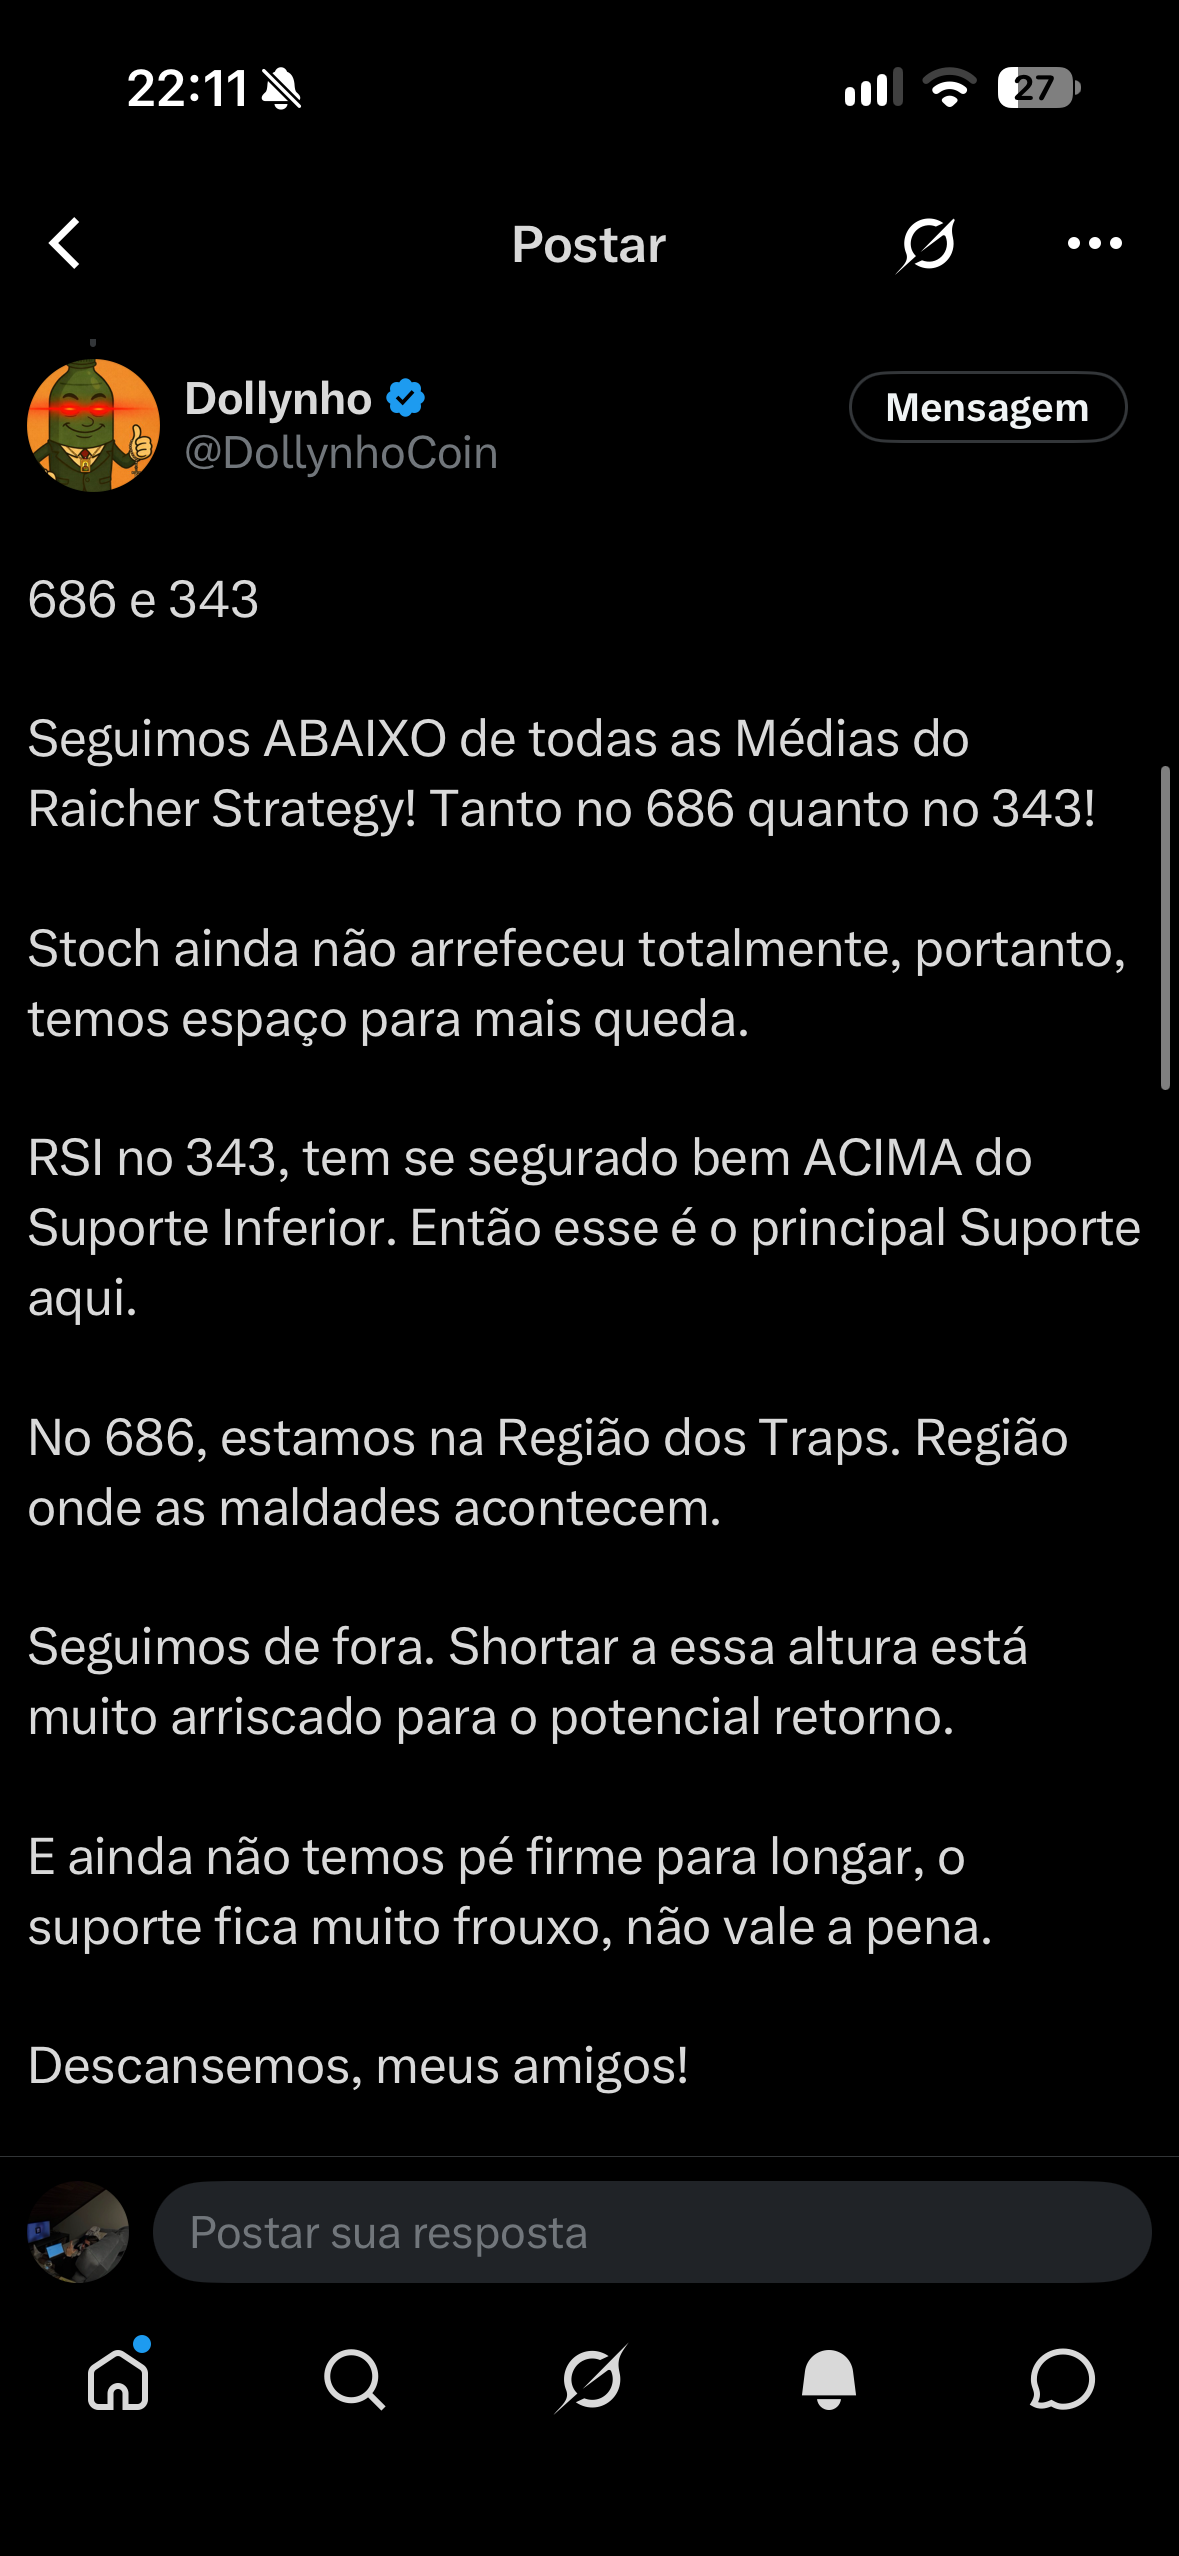 22:11
27
Postar
Dollynho
Mensagem
@DollynhoCoin
686 e 343
Seguimos ABAIXO de todas as Médias do
Raicher Strategy! Tanto no 686 quanto no 343!
Stoch ainda não arrefeceu totalmente, portanto,
temos espaço para mais queda.
RSI no 343, tem se segurado bem ACIMA do
Suporte Inferior. Então esse é o principal Suporte
aqui.
No 686, estamos na Região dos Traps. Região
onde as maldades acontecem.
Seguimos de fora. Shortar a essa altura está
muito arriscado para o potencial retorno.
E ainda não temos pé firme para longar, o
suporte fica muito frouxo, não vale a pena.
Descansemos, meus amigos!
Postar sua resposta